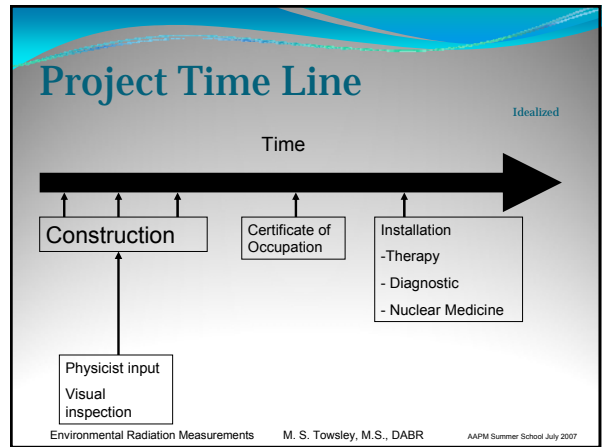 Project Time Line
Idealized
Time
Construction
Certificate of
Occupation
Installation
-Therapy
- Diagnostic
- Nuclear Medicine
Physicist input
Visual
inspection
Environmental Radiation Measurements M. S. Towsley, M.S., DABR AAPM Summer School July 2007